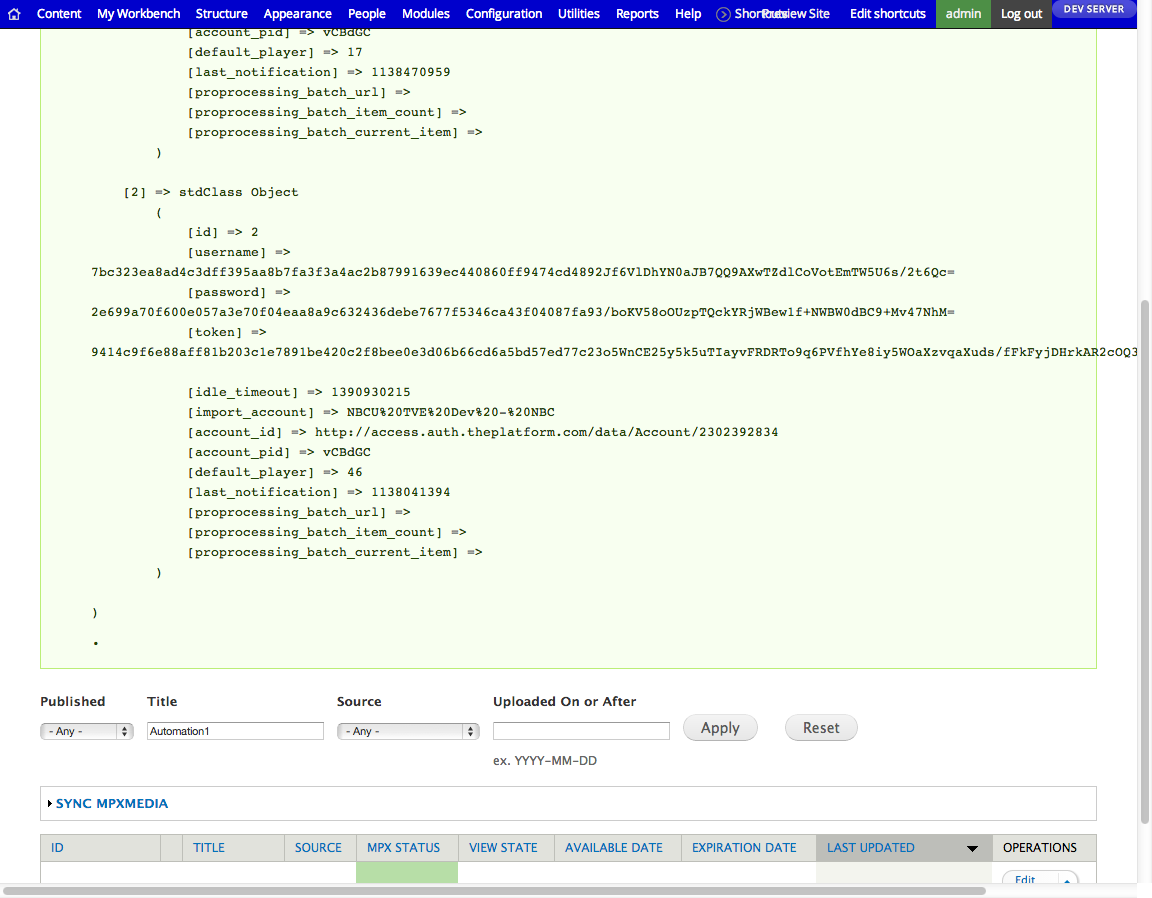 Content My Workbench Structure Appearance People Modules Configuration Utilities Reports Help Shortcuts Preview Site Edit shortcuts admin Log out DEV SERVER
[account_pid] => vCBdGC
[default_player] => 17
[last_notification] => 1138470959
[proprocessing_batch_url] =>
[proprocessing_batch_item_count] =>
[proprocessing_batch_current_item] =>
)
[2] => stdClass Object
(
[id] => 2
[username] =>
7bc323ea8ad4c3dff395aa8b7fa3f3a4ac2b87991639ec440860ff9474cd4892Jf6VlDhYN0aJB7QQ9AXwTZdlCoVotEmTW5U6s/2t6Qc=
[password] =>
2e699a70f600e057a3e70f04eaa8a9c632436debe7677f5346ca43f04087fa93/boKV58oOUzpTQckYRjWBew1f+NWBW0dBC9+Mv47NhM=
[token] =>
9414c9f6e88aff81b203c1e7891be420c2f8bee0e3d06b66cd6a5bd57ed77c23o5WnCE25y5k5uTIayvFRDRTo9q6PVfhYe8iy5WOaXzvqaXuds/fFkFyjDHrkAR2cOQ3
[idle_timeout] => 1390930215
[import_account] => NBCU%20TVE%20Dev%20-%20NBC
[account_id] => http://access.auth.theplatform.com/data/Account/2302392834
[account_pid] => vCBdGC
[default_player] => 46
[last_notification] => 1138041394
[proprocessing_batch_url] =>
[proprocessing_batch_item_count] =>
[proprocessing_batch_current_item] =>
)
)
.
Published Title Source Uploaded On or After
- Any - Automation1 - Any - Apply Reset
ex. YYYY-MM-DD
SYNC MPXMEDIA
ID TITLE SOURCE MPX STATUS VIEW STATE AVAILABLE DATE EXPIRATION DATE LAST UPDATED OPERATIONS
Edit